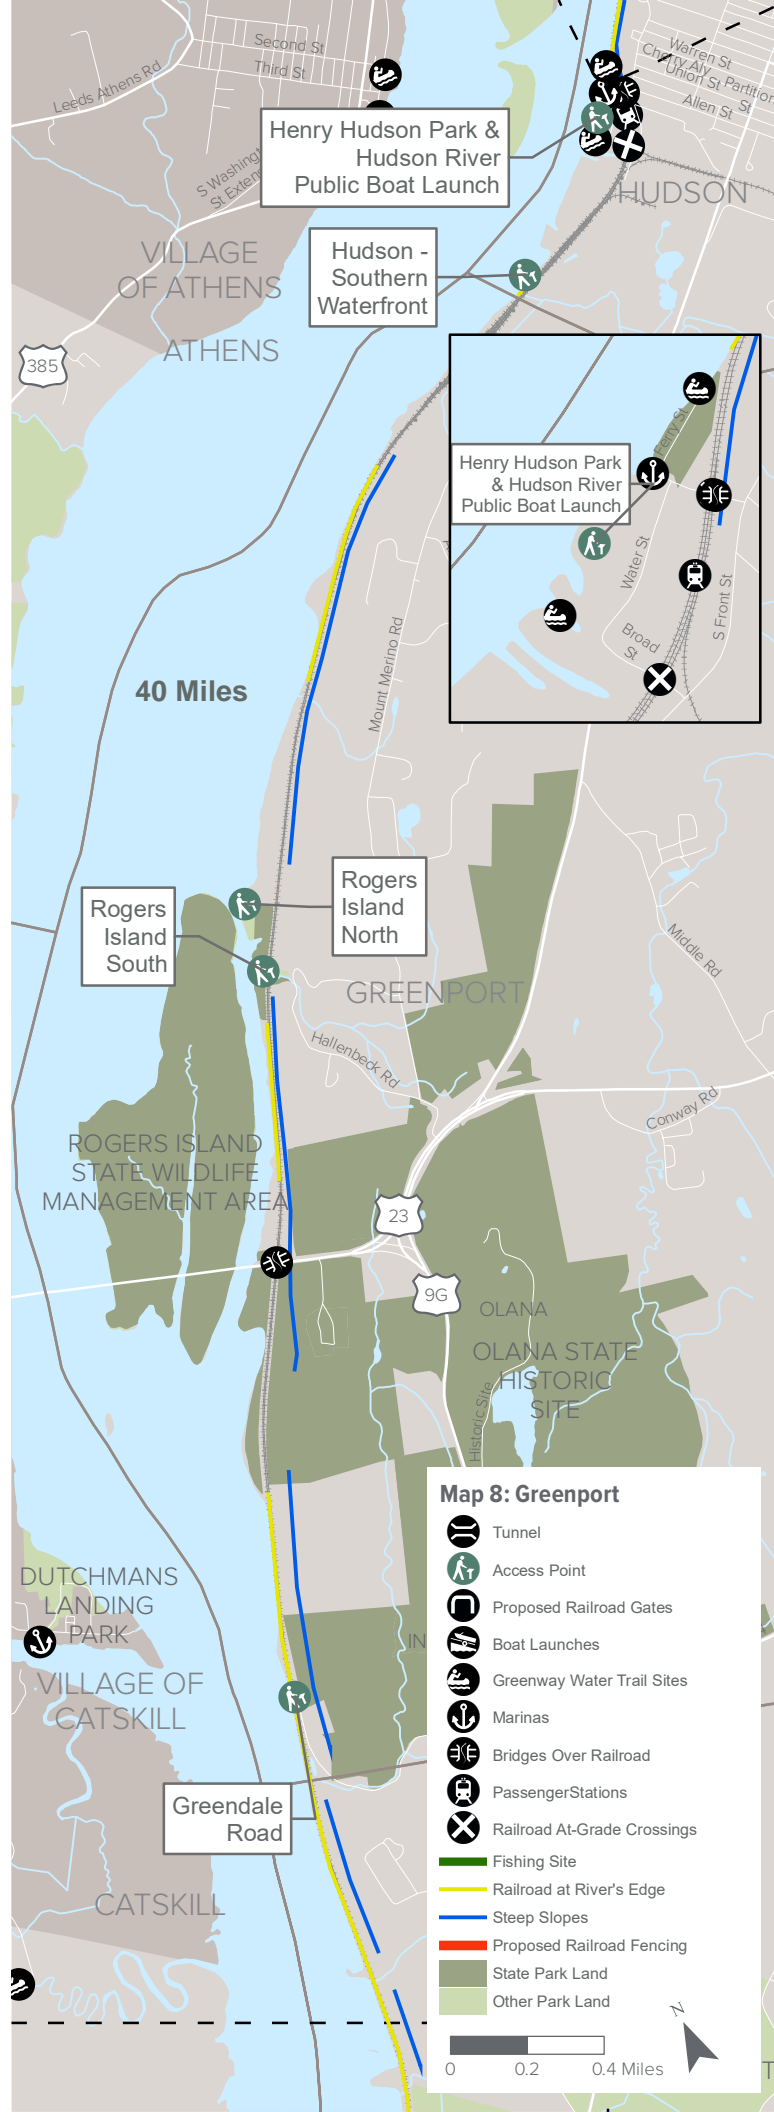 Second St
Third St
Leeds Athens Rd
Warren St
Cherry Aly
Union St
Partition
St
Allen St
Henry Hudson Park &
Hudson River
Public Boat Launch
S Washingt
St Exten
HUDSON
VILLAGE
OF ATHENS
Hudson -
Southern
Waterfront
ATHENS
385
Ferry St
Henry Hudson Park
& Hudson River
Public Boat Launch
Water St
S Front St
Broad
St
Mount Merino Rd
40 Miles
Rogers
Island
North
Rogers
Island
South
Middle Rd
GREENPORT
Hallenbeck Rd
Conway Rd
ROGERS ISLAND
STATE WILDLIFE
MANAGEMENT AREA
23
9G
OLANA
OLANA STATE
HISTORIC
SITE
Historic Site
Map 8: Greenport
Tunnel
Access Point
Proposed Railroad Gates
Boat Launches
Greenway Water Trail Sites
Marinas
Bridges Over Railroad
PassengerStations
Railroad At-Grade Crossings
Fishing Site
Railroad at River's Edge
Steep Slopes
Proposed Railroad Fencing
State Park Land
Other Park Land
N
0 0.2 0.4 Miles
DUTCHMANS
LANDING
PARK
IN
VILLAGE OF
CATSKILL
Greendale
Road
CATSKILL
T